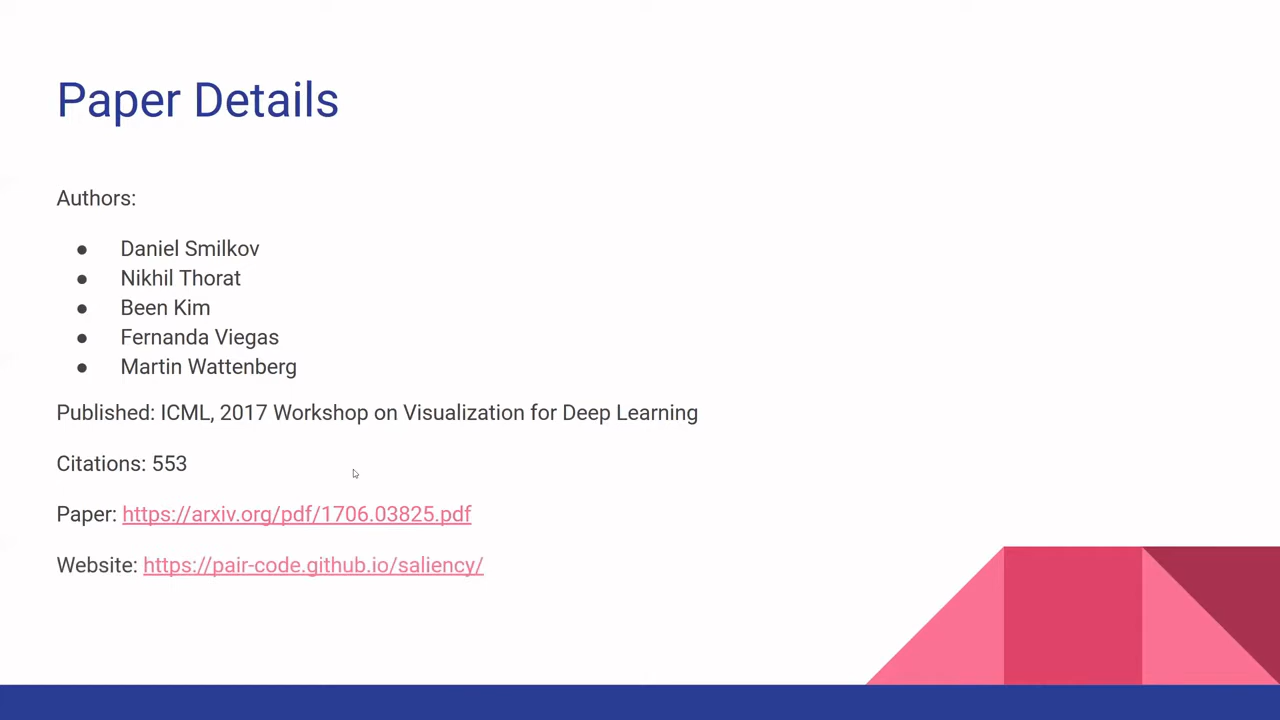 Paper Details
Authors:
● Daniel Smilkov
● Nikhil Thorat
● Been Kim
● Fernanda Viegas
● Martin Wattenberg
Published: ICML, 2017 Workshop on Visualization for Deep Learning
Citations: 553
Paper: https://arxiv.org/pdf/1706.03825.pdf
Website: https://pair-code.github.io/saliency/